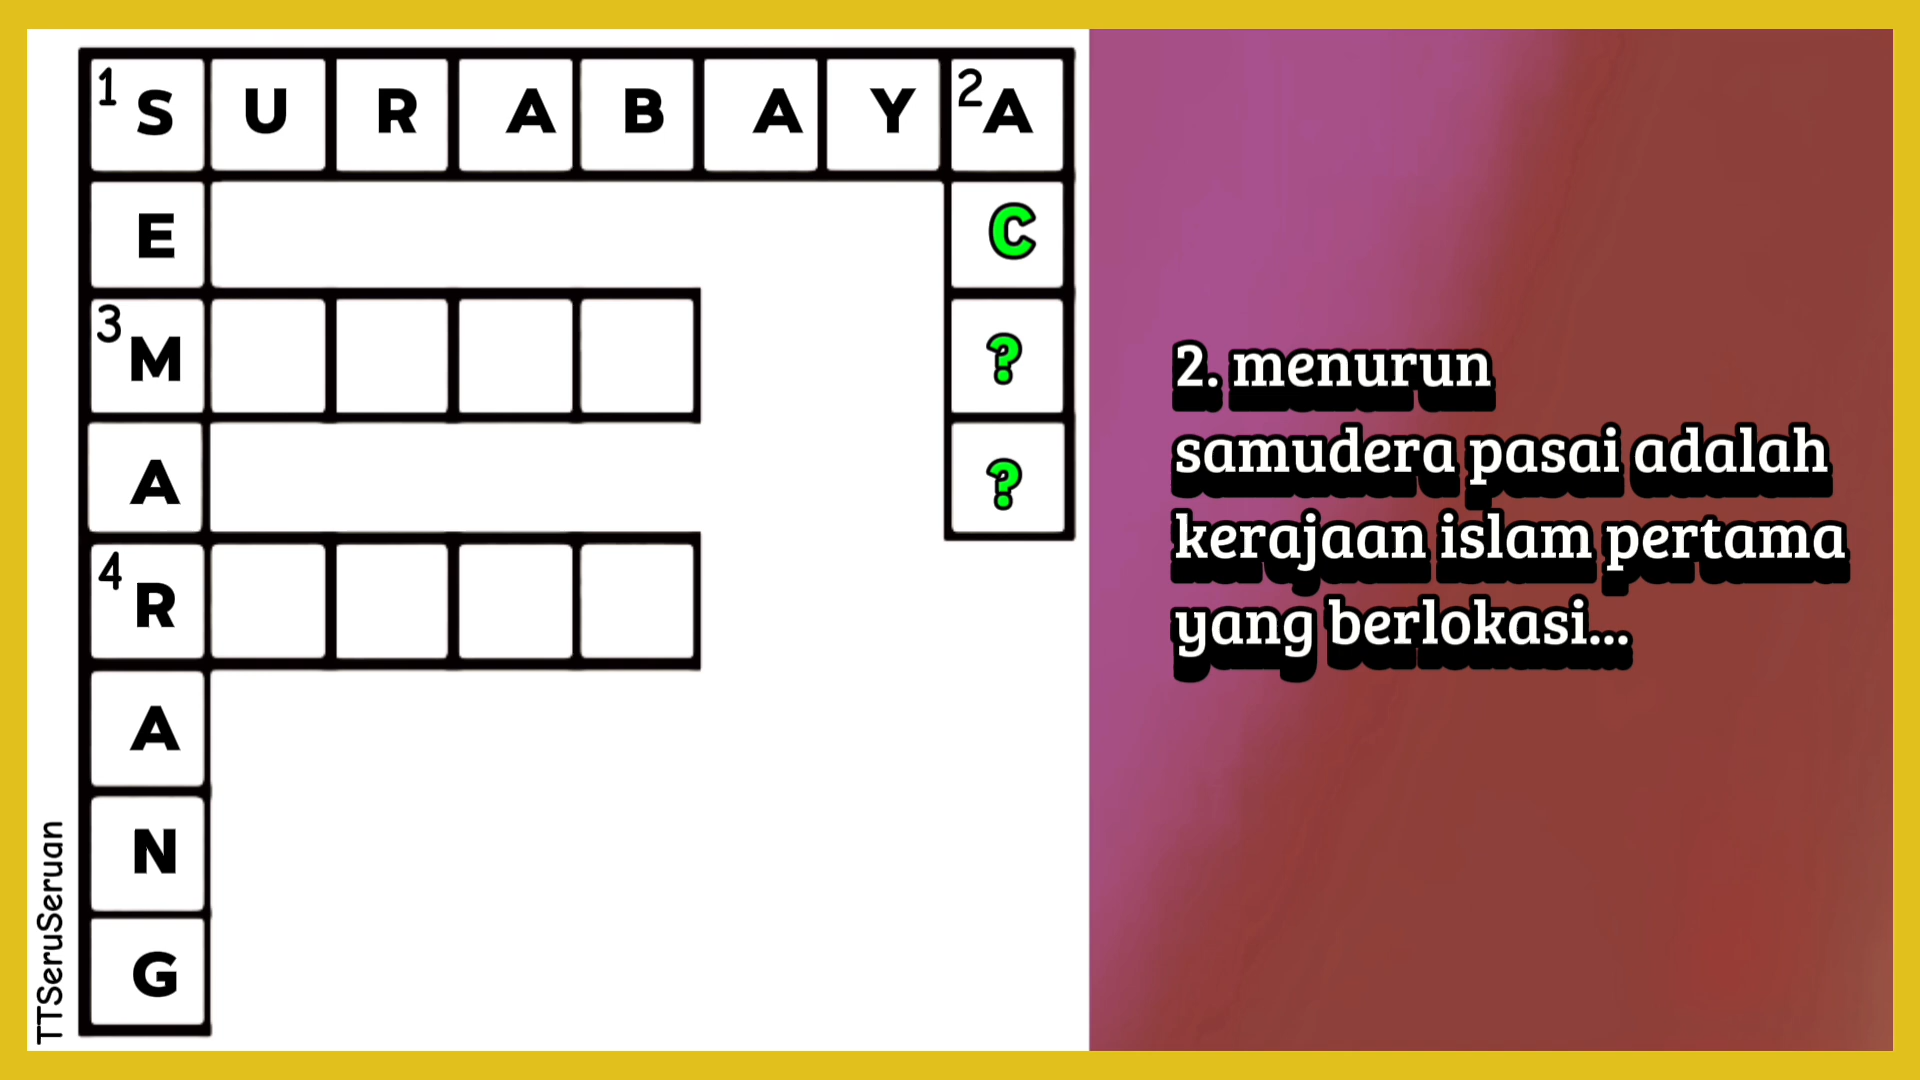 1 S U R A B A Y 2 A
E C
3 M ?
A ?
4 R
A
N
G
TTSeruSeruan
2. menurun
samudera pasai adalah
kerajaan islam pertama
yang berlokasi...